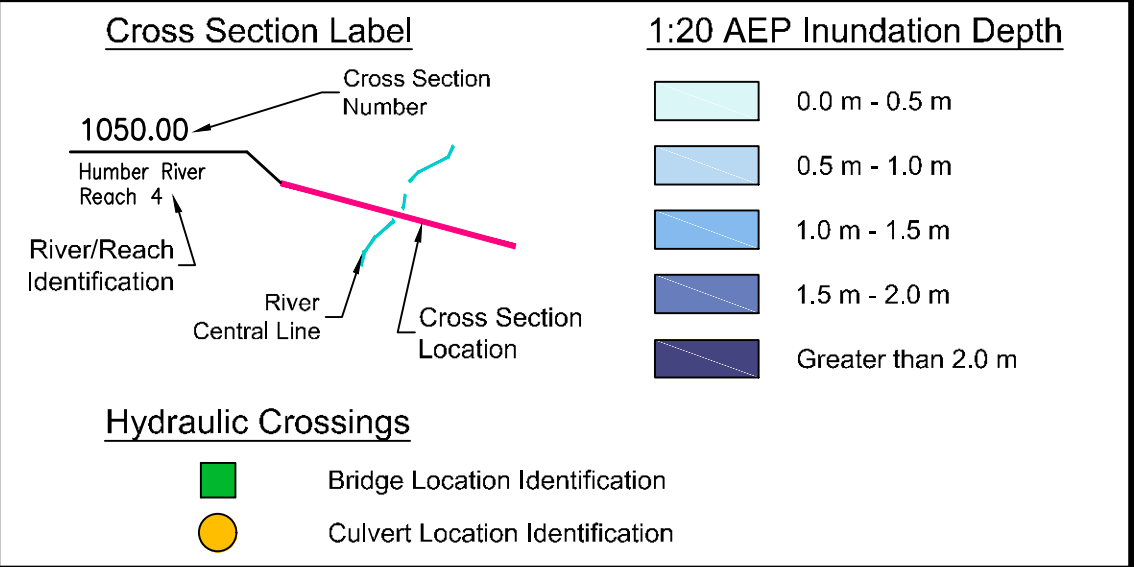 Cross Section Label
Cross Section
Number
1050.00
Humber River
Reach 4
River/Reach
Identification
River
Central Line
Cross Section
Location
1:20 AEP Inundation Depth
0.0 m - 0.5 m
0.5 m - 1.0 m
1.0 m - 1.5 m
1.5 m - 2.0 m
Greater than 2.0 m
Hydraulic Crossings
Bridge Location Identification
Culvert Location Identification